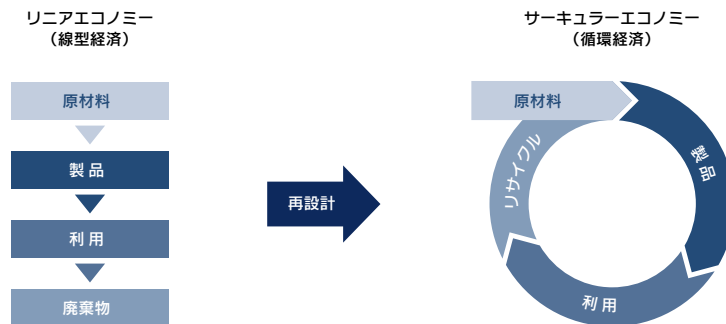 リニアエコノミー
（線型経済）
原材料
製品
利用
廃棄物
再設計
サーキュラーエコノミー
（循環経済）
原材料
製品
利用
リサイクル